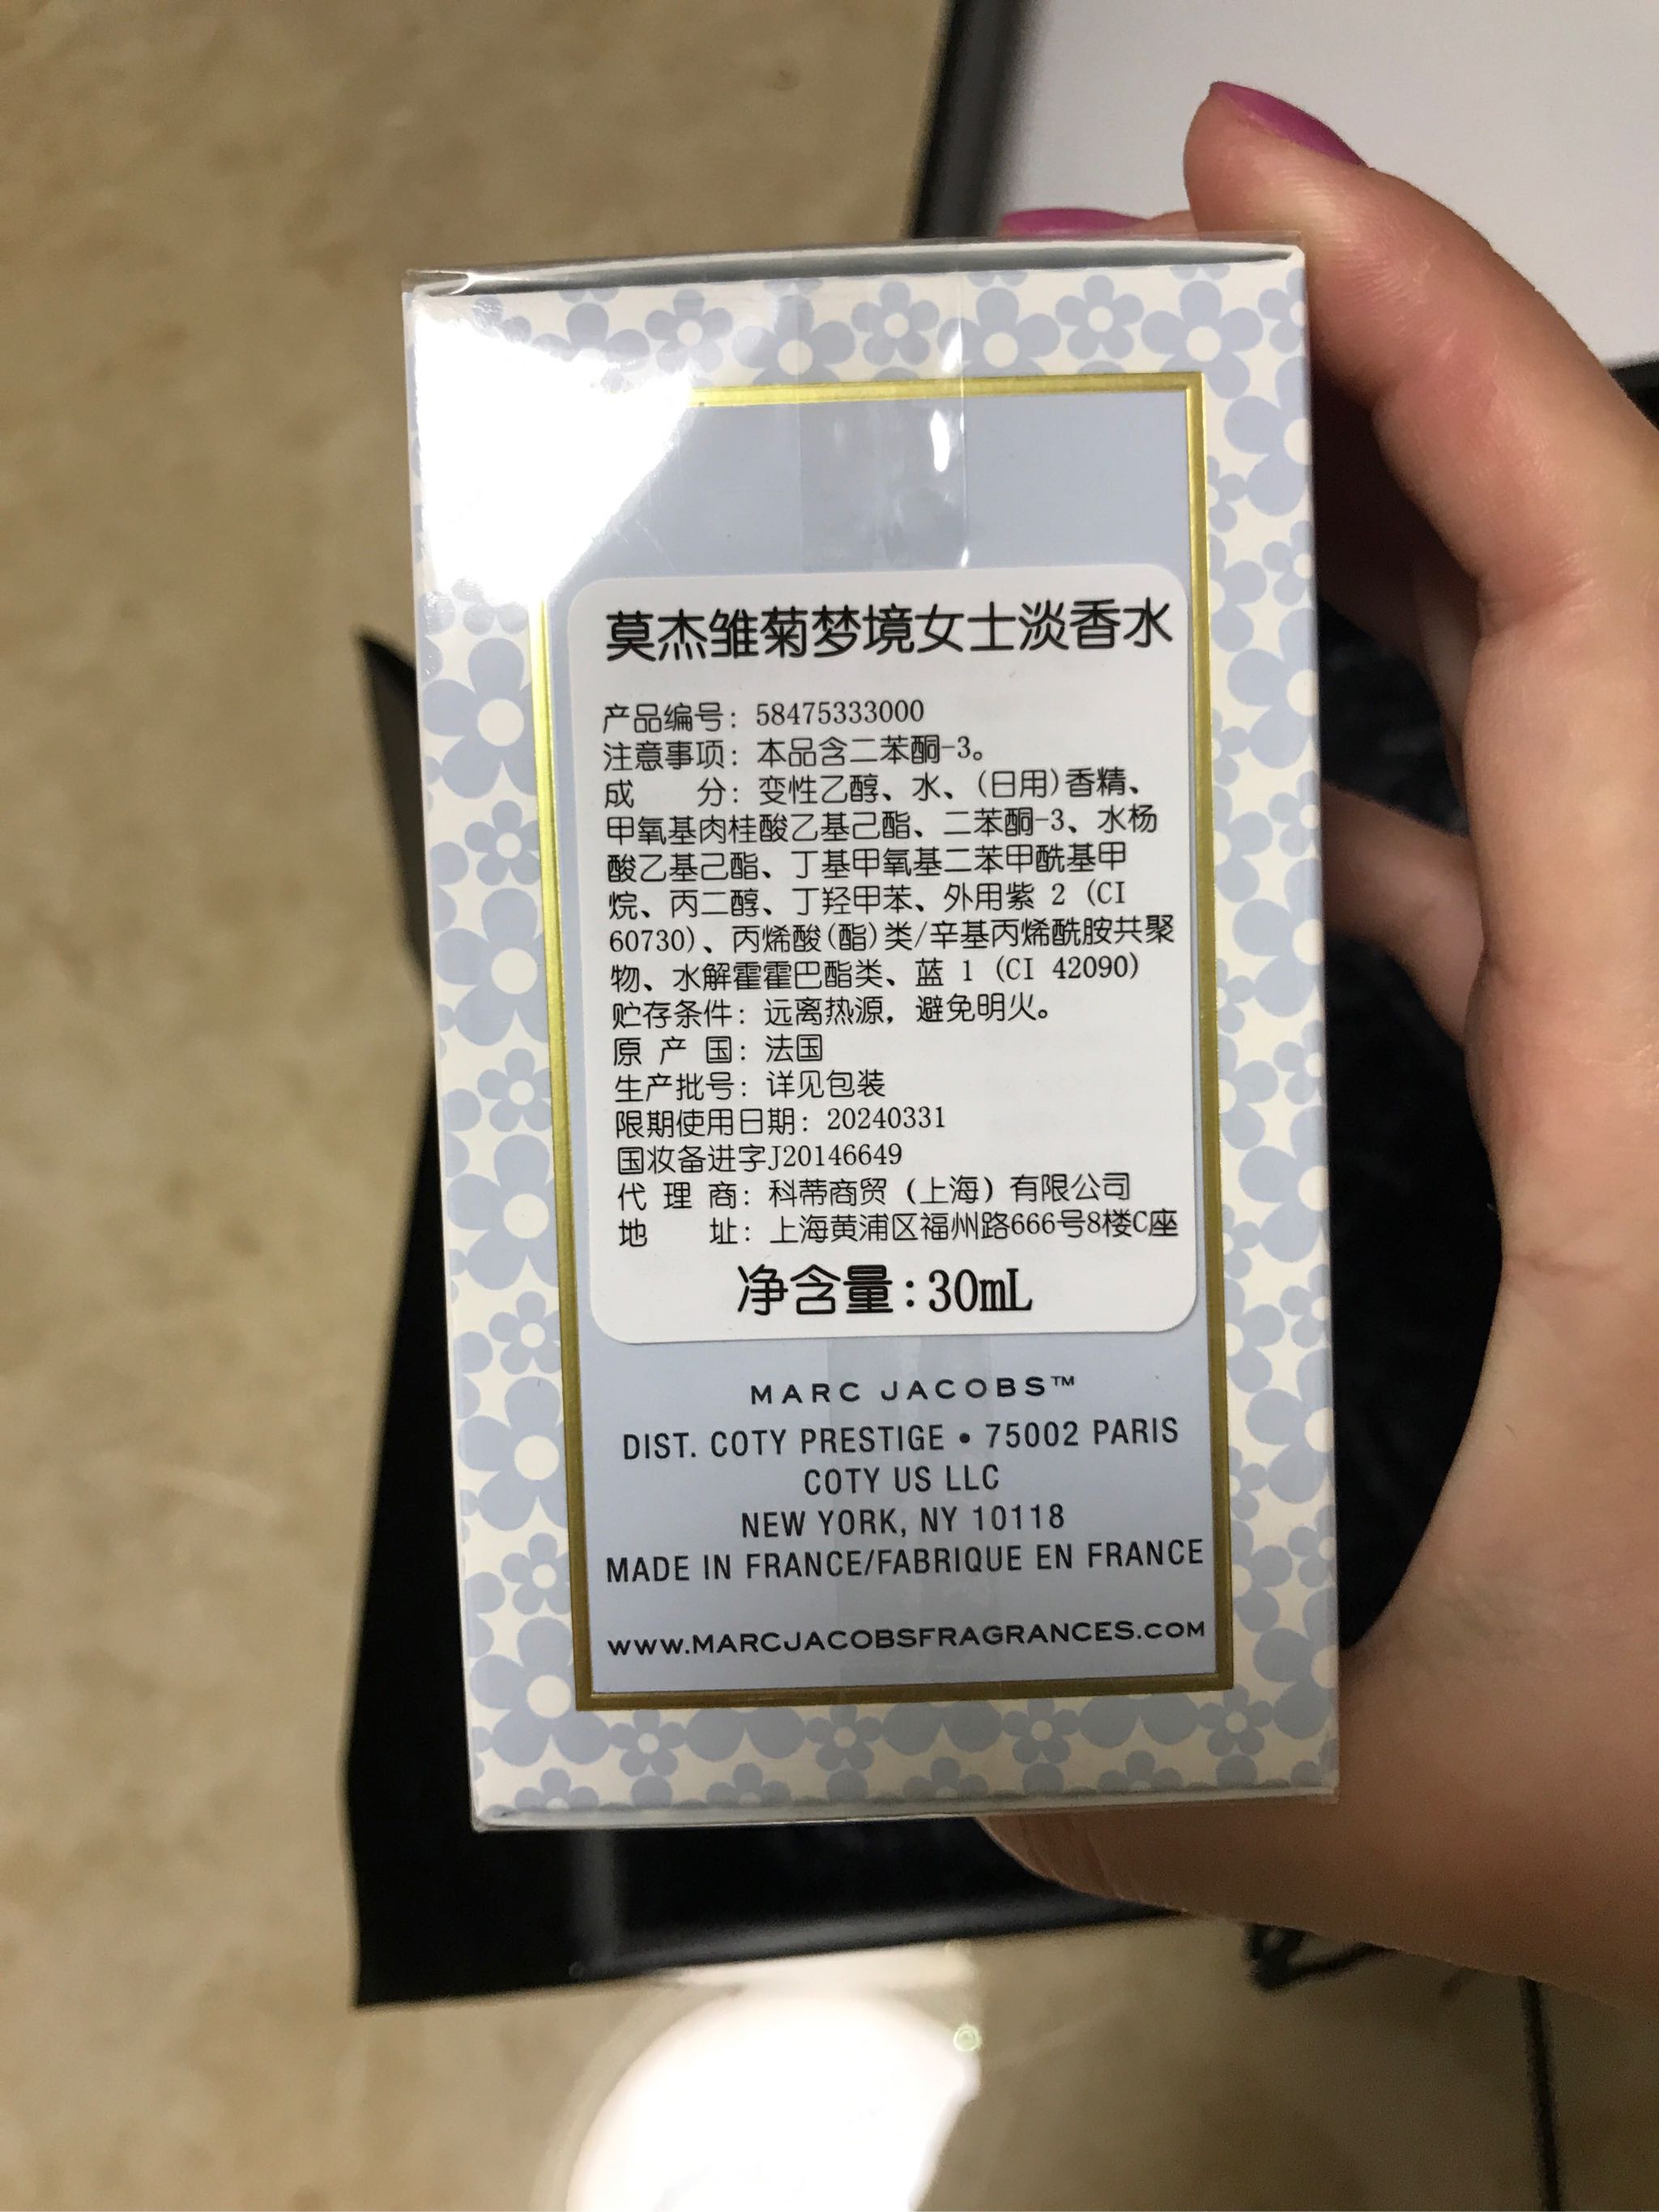 莫杰雏菊梦境女士淡香水
产品编号：58475333000
注意事项：本品含二苯酮-3。
成　　分：变性乙醇、水、(日用)香精、
甲氧基肉桂酸乙基己酯、二苯酮-3、水杨
酸乙基己酯、丁基甲氧基二苯甲酰基甲
烷、丙二醇、丁羟甲苯、外用紫 2 (CI
60730)、丙烯酸(酯)类/辛基丙烯酰胺共聚
物、水解霍霍巴酯类、蓝 1 (CI 42090)
贮存条件：远离热源，避免明火。
原 产 国：法国
生产批号：详见包装
限期使用日期：20240331
国妆备进字J20146649
代 理 商：科蒂商贸（上海）有限公司
地　　址：上海黄浦区福州路666号8楼C座
净含量:30mL
MARC JACOBS™
DIST. COTY PRESTIGE • 75002 PARIS
COTY US LLC
NEW YORK, NY 10118
MADE IN FRANCE/FABRIQUE EN FRANCE
WWW.MARCJACOBSFRAGRANCES.COM